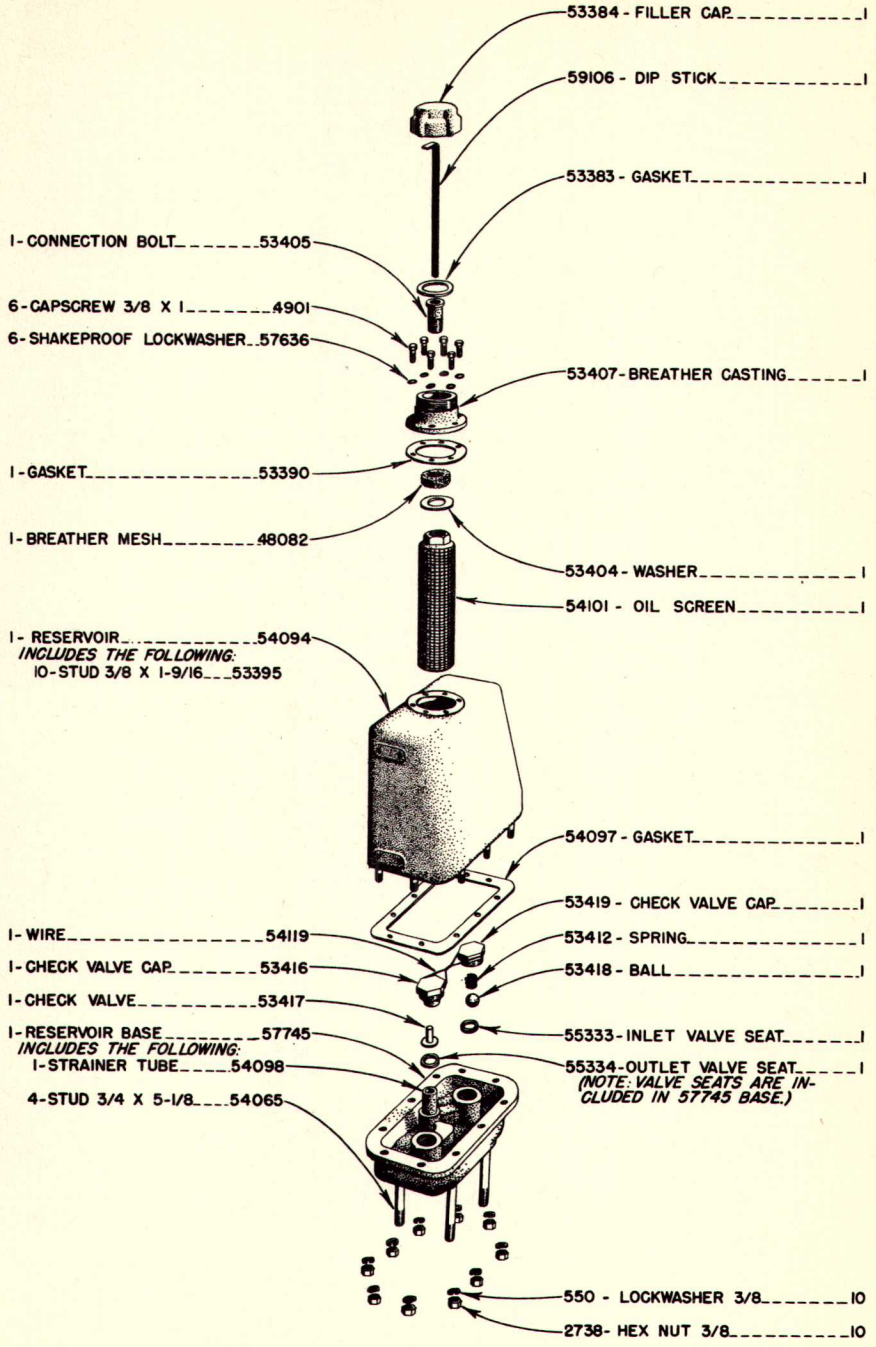 53384 - FILLER CAP 1
59106 - DIP STICK 1
53383 - GASKET 1
1 - CONNECTION BOLT 53405
6 - CAPSCREW 3/8 X 1 4901
6 - SHAKEPROOF LOCKWASHER 57636
53407 - BREATHER CASTING 1
1 - GASKET 53390
1 - BREATHER MESH 48082
53404 - WASHER 1
54101 - OIL SCREEN 1
1 - RESERVOIR 54094
INCLUDES THE FOLLOWING:
10 - STUD 3/8 X 1-9/16 53395
54097 - GASKET 1
53419 - CHECK VALVE CAP 1
1 - WIRE 54119
53412 - SPRING 1
1 - CHECK VALVE CAP 53416
53418 - BALL 1
1 - CHECK VALVE 53417
1 - RESERVOIR BASE 57745
INCLUDES THE FOLLOWING:
1 - STRAINER TUBE 54098
4 - STUD 3/4 X 5-1/8 54065
55333 - INLET VALVE SEAT 1
55334 - OUTLET VALVE SEAT 1
(NOTE: VALVE SEATS ARE IN-
CLUDED IN 57745 BASE.)
550 - LOCKWASHER 3/8 10
2738 - HEX NUT 3/8 10